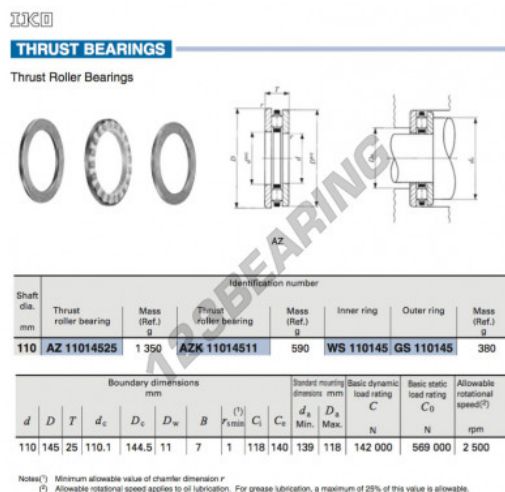 IKO
THRUST BEARINGS
Thrust Roller Bearings
T
r
r
D
d
d
AZ
123BEARING
Identification number
Shaft dia. mm | Thrust roller bearing | Mass (Ref.) g | Thrust roller bearing | Mass (Ref.) g | Inner ring | Outer ring | Mass (Ref.) g
110 | AZ 11014525 | 1 350 | AZK 11014511 | 590 | WS 110145 | GS 110145 | 380
Boundary dimensions mm | Standard mounting dimensions mm | Basic dynamic load rating | Basic static load rating | Allowable rotational speed(²)
d D T dc Dc Dw B rsmin(¹) Ci Ce | da Min. | Da Max. | C N | C0 N | rpm
110 145 25 110.1 144.5 11 7 1 118 140 139 118 142 000 569 000 2 500
Notes(¹) Minimum allowable value of chamfer dimension r
(²) Allowable rotational speed applies to oil lubrication. For grease lubrication, a maximum of 25% of this value is allowable.